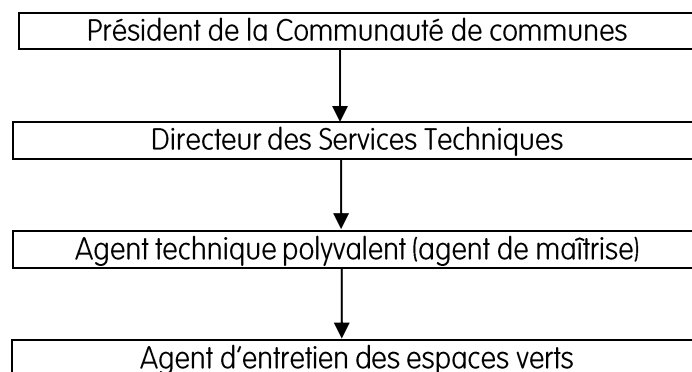 Président de la Communauté de communes
Directeur des Services Techniques
Agent technique polyvalent (agent de maîtrise)
Agent d'entretien des espaces verts